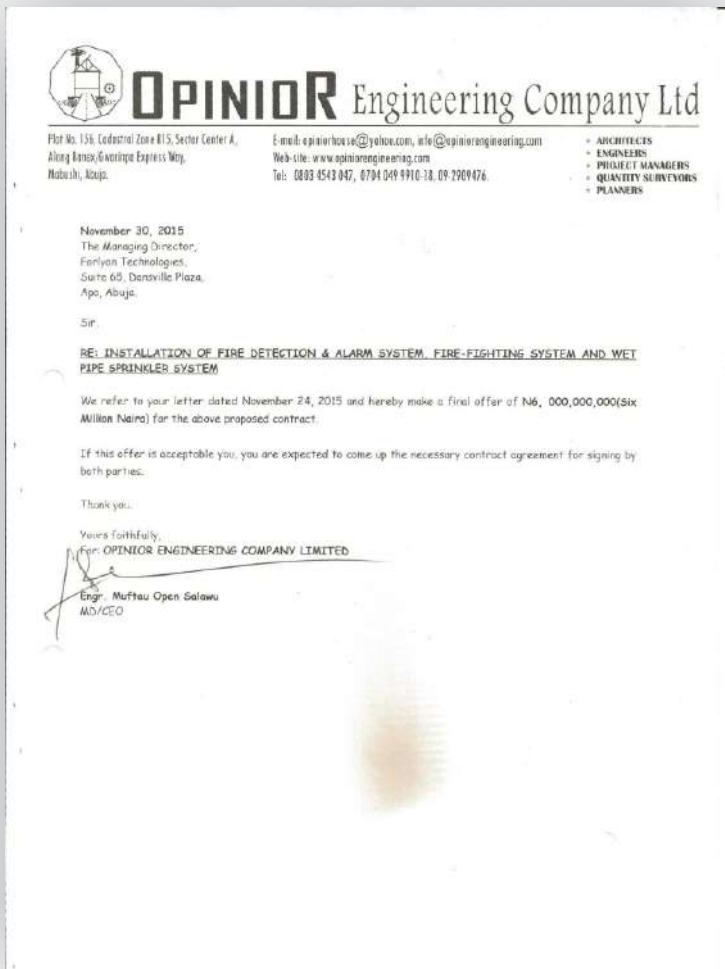 OPINIOR Engineering Company Ltd
Plot No. 156, Cadastral Zone B15, Sector Center A,
Along Banex/Gwarinpa Express Way,
Mabushi, Abuja.
E-mail: opiniorhouse@yahoo.com, info@opiniorengineering.com
Web-site: www.opiniorengineering.com
Tel: 0803 4543 047, 0704 049 9910-18, 09-2909476.
ARCHITECTS
ENGINEERS
PROJECT MANAGERS
QUANTITY SURVEYORS
PLANNERS
November 30, 2015
The Managing Director,
Forlyon Technologies,
Suite 65, Dansville Plaza,
Apo, Abuja.
Sir,
RE: INSTALLATION OF FIRE DETECTION & ALARM SYSTEM, FIRE-FIGHTING SYSTEM AND WET
PIPE SPRINKLER SYSTEM
We refer to your letter dated November 24, 2015 and hereby make a final offer of N6, 000,000,000(Six
Million Naira) for the above proposed contract.
If this offer is acceptable you, you are expected to come up the necessary contract agreement for signing by
both parties.
Thank you.
Yours faithfully,
For: OPINIOR ENGINEERING COMPANY LIMITED
Engr. Muftau Open Salawu
MD/CEO